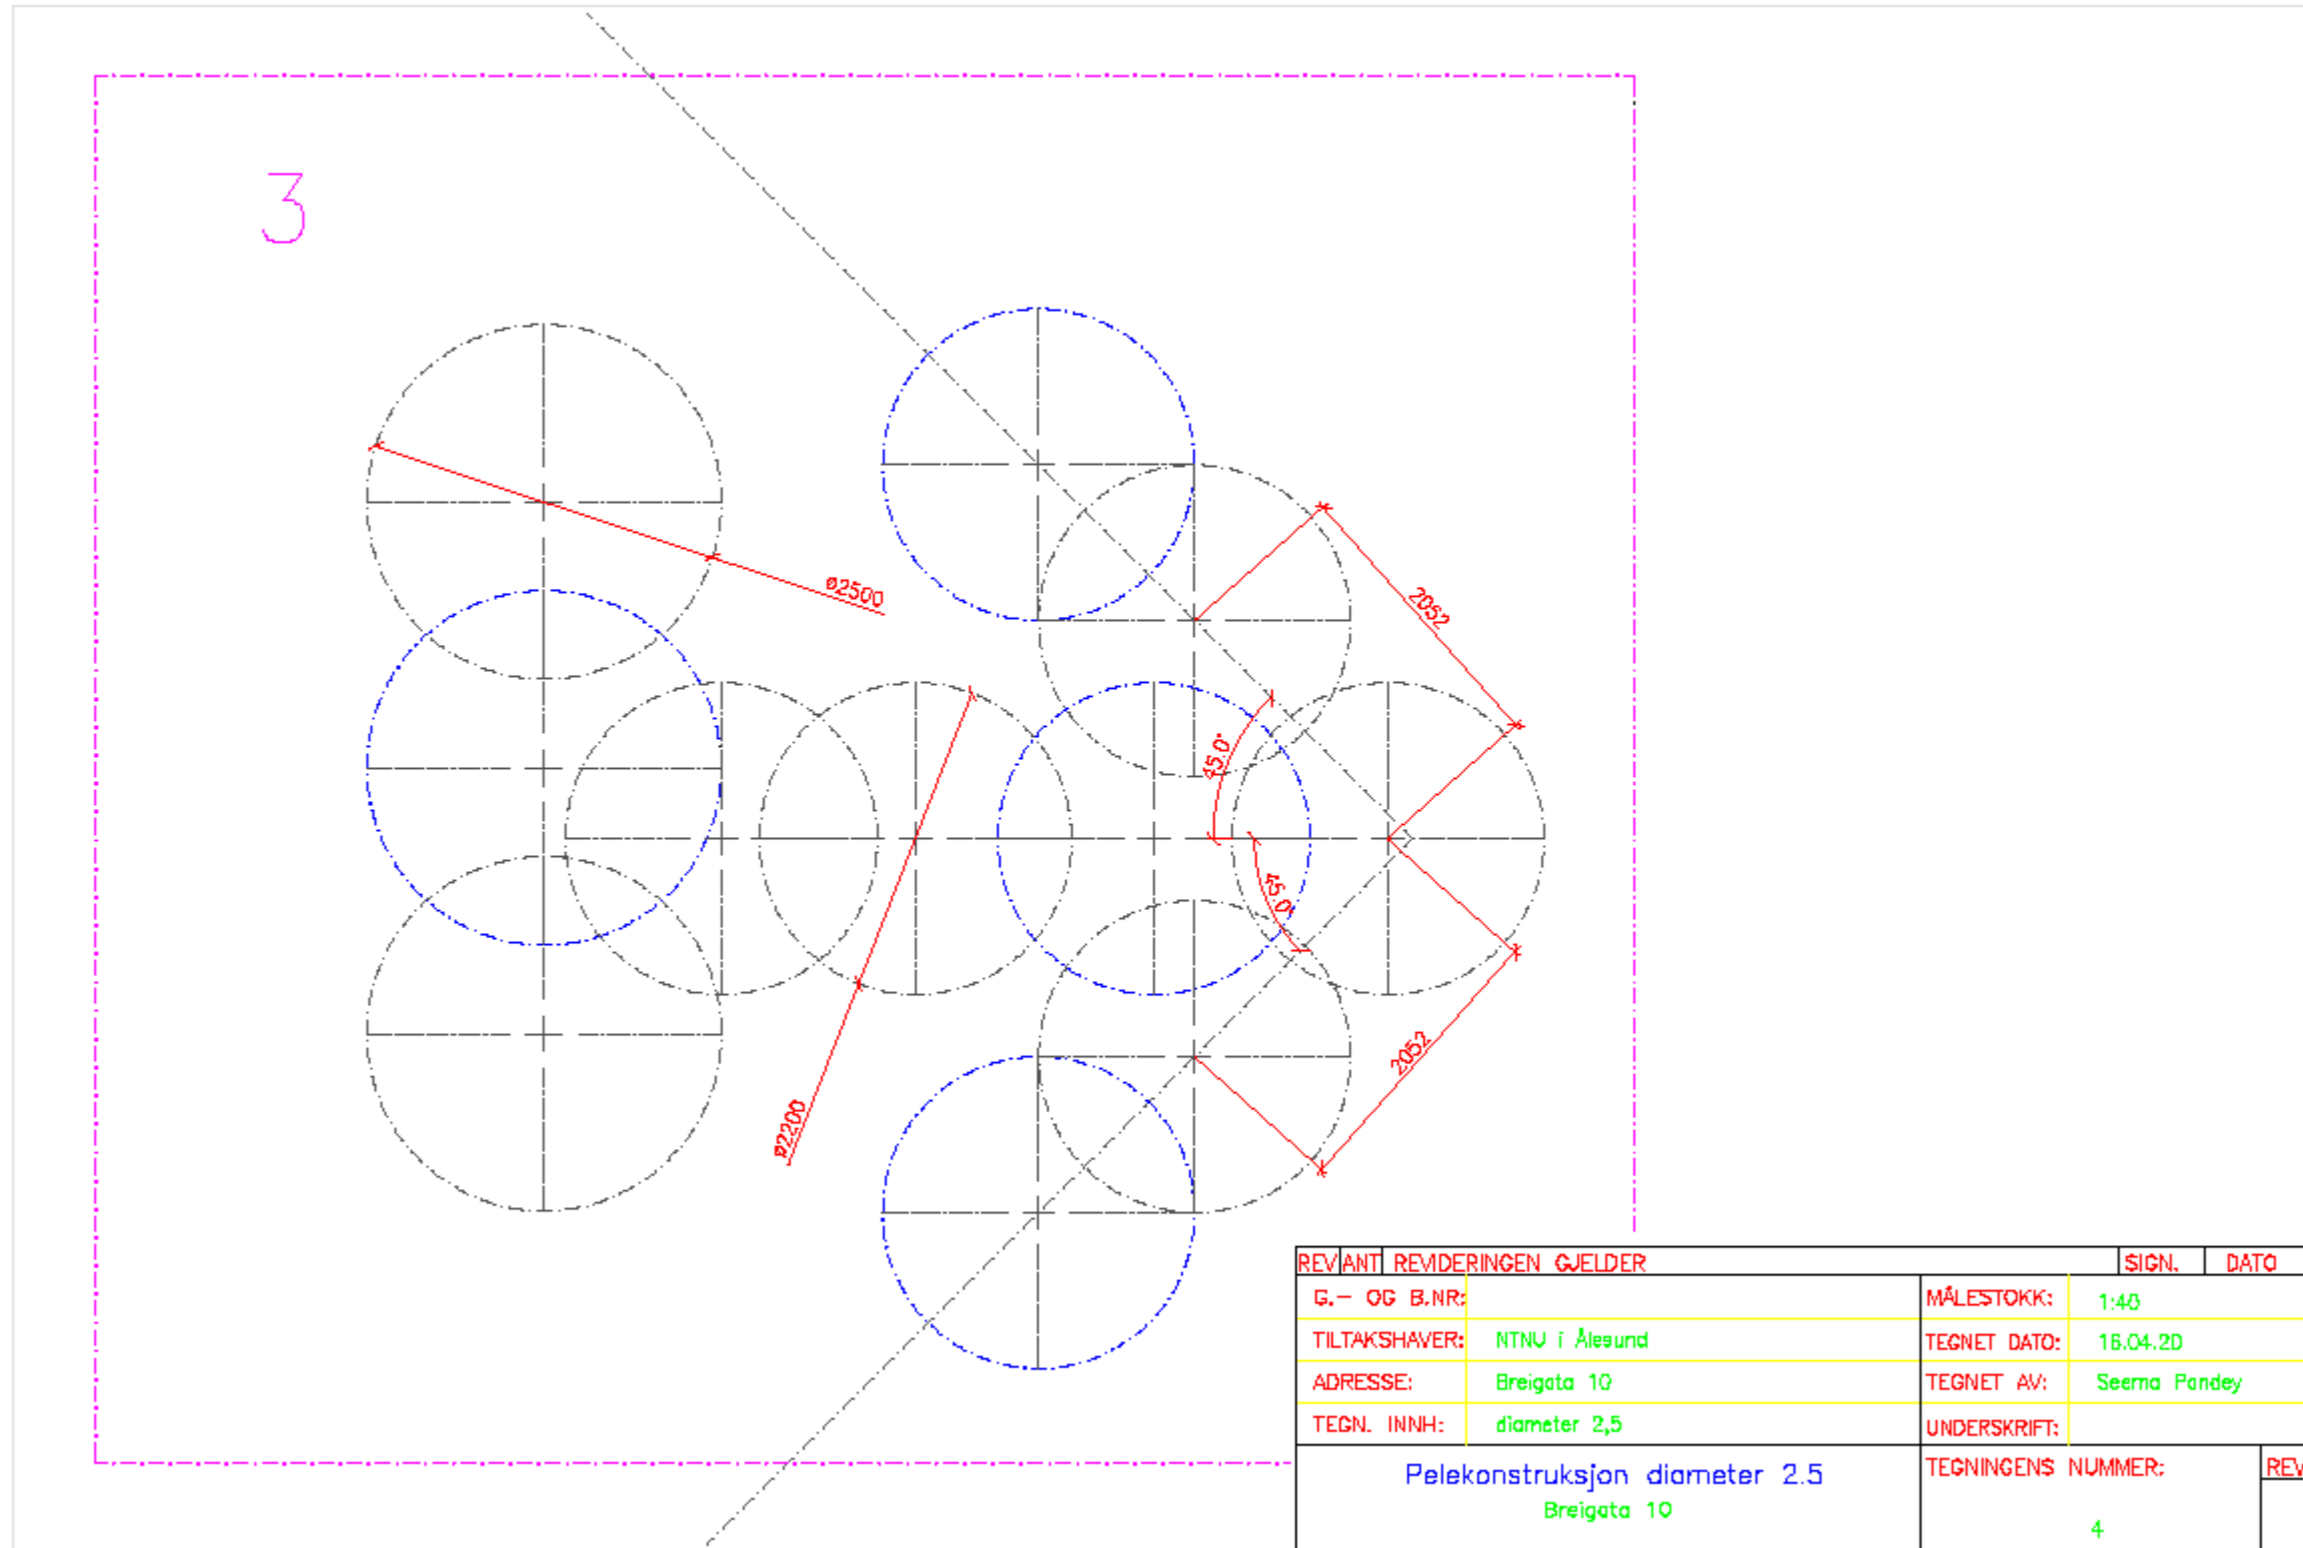 3
ø2500
2052
45.0°
45.0°
2052
ø2200
REV ANT REVIDERINGEN GJELDER SIGN. DATO
G.- OG B.NR: MÅLESTOKK: 1:40
TILTAKSHAVER: NTNU i Ålesund TEGNET DATO: 16.04.20
ADRESSE: Breigata 10 TEGNET AV: Seema Pandey
TEGN. INNH: diameter 2,5 UNDERSKRIFT:
Pelekonstruksjon diameter 2.5 TEGNINGENS NUMMER: REV
Breigata 10
4